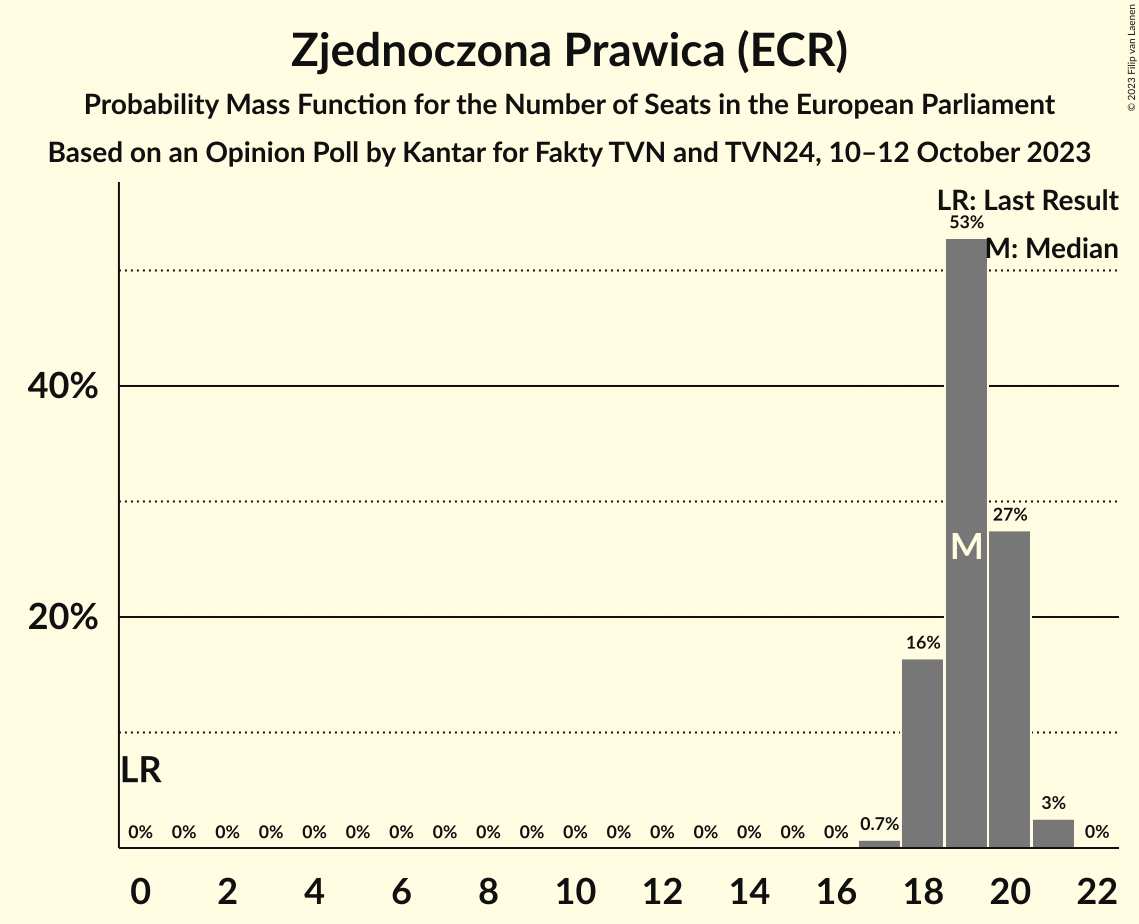 Zjednoczona Prawica (ECR)
Probability Mass Function for the Number of Seats in the European Parliament
Based on an Opinion Poll by Kantar for Fakty TVN and TVN24, 10–12 October 2023
© 2023 Filip van Laenen
LR: Last Result
53%
M: Median
40%
27%
M
20%
16%
LR
0% 0% 0% 0% 0% 0% 0% 0% 0% 0% 0% 0% 0% 0% 0% 0% 0% 0.7% 3% 0%
0 2 4 6 8 10 12 14 16 18 20 22